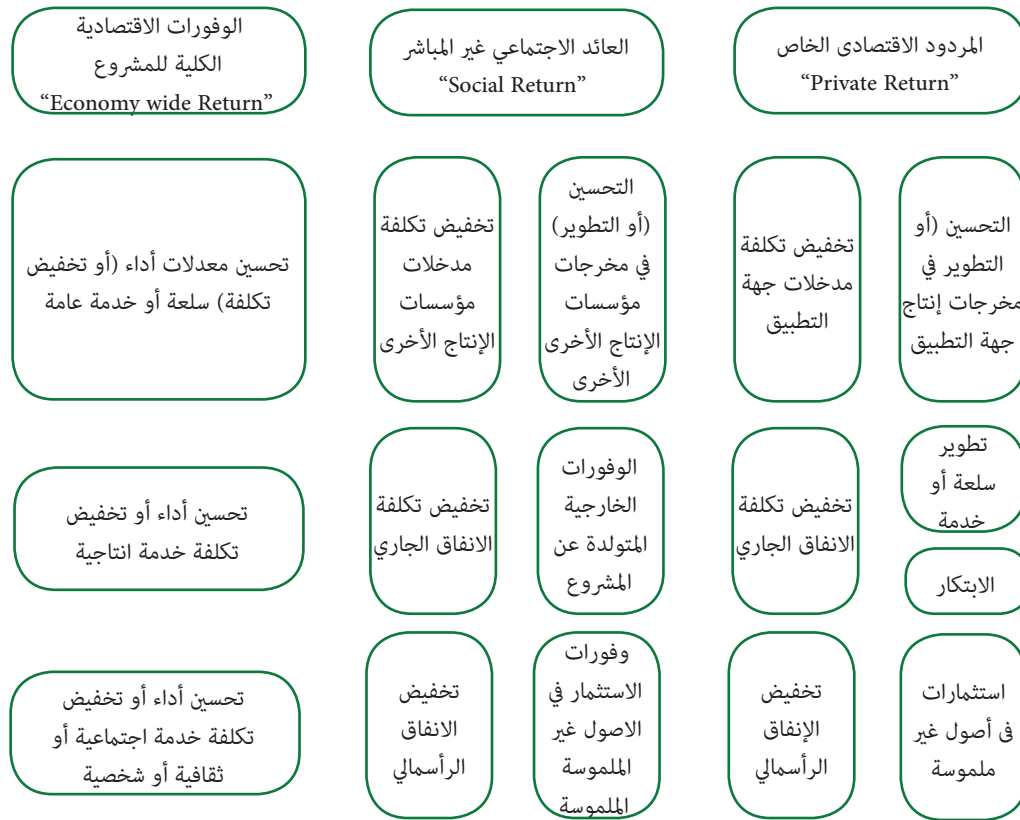 المردود الاقتصادى الخاص
“Private Return”
العائد الاجتماعي غير المباشر
“Social Return”
الوفورات الاقتصادية
الكلية للمشروع
“Economy wide Return”
التحسين (أو
التطوير في
مخرجات إنتاج
جهة التطبيق
تخفيض تكلفة
مدخلات جهة
التطبيق
التحسين
(أو التطوير)
في مخرجات
مؤسسات
الإنتاج الأخرى
الأخرى
تخفيض تكلفة
مدخلات
مؤسسات
الإنتاج الأخرى
تحسين معدلات أداء (أو تخفيض
تكلفة) سلعة أو خدمة عامة
تطوير
سلعة أو
خدمة
الابتكار
تخفيض تكلفة
الانفاق الجاري
الوفورات
الخارجية
المتولدة عن
المشروع
تخفيض تكلفة
الانفاق الجاري
تحسين أداء أو تخفيض
تكلفة خدمة انتاجية
استثمارات
فى أصول غير
ملموسة
تخفيض
الإنفاق
الرأسمالي
وفورات
الاستثمار في
الاصول غير
الملموسة
الملموسة
تخفيض
الانفاق
الرأسمالي
تحسين أداء أو تخفيض
تكلفة خدمة اجتماعية أو
ثقافية أو شخصية